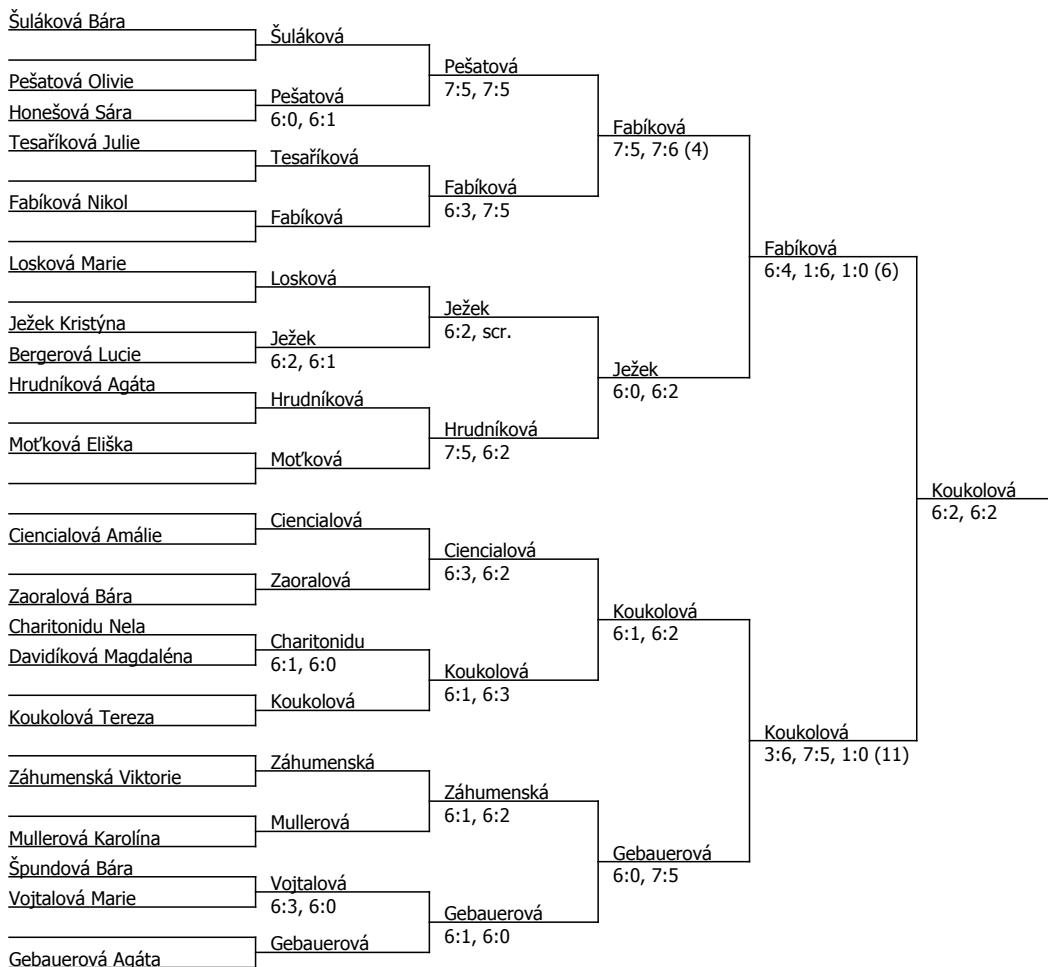 Šuláková Bára
Pešatová Olivie
Honešová Sára
Tesaříková Julie
Fabíková Nikol
Losková Marie
Ježek Kristýna
Bergerová Lucie
Hrudníková Agáta
Moťková Eliška
Ciencialová Amálie
Zaoralová Bára
Charitonidu Nela
Davidíková Magdaléna
Koukolová Tereza
Záhumenská Viktorie
Mullerová Karolína
Špundová Bára
Vojtalová Marie
Gebauerová Agáta
Šuláková
Pešatová
6:0, 6:1
Tesaříková
Fabíková
Losková
Ježek
6:2, 6:1
Hrudníková
Moťková
Ciencialová
Zaoralová
Charitonidu
6:1, 6:0
Koukolová
Záhumenská
Mullerová
Vojtalová
6:3, 6:0
Gebauerová
Pešatová
7:5, 7:5
Fabíková
6:3, 7:5
Ježek
6:2, scr.
Hrudníková
7:5, 6:2
Ciencialová
6:3, 6:2
Koukolová
6:1, 6:3
Záhumenská
6:1, 6:2
Gebauerová
6:1, 6:0
Fabíková
7:5, 7:6 (4)
Ježek
6:0, 6:2
Koukolová
6:1, 6:2
Gebauerová
6:0, 7:5
Fabíková
6:4, 1:6, 1:0 (6)
Koukolová
3:6, 7:5, 1:0 (11)
Koukolová
6:2, 6:2